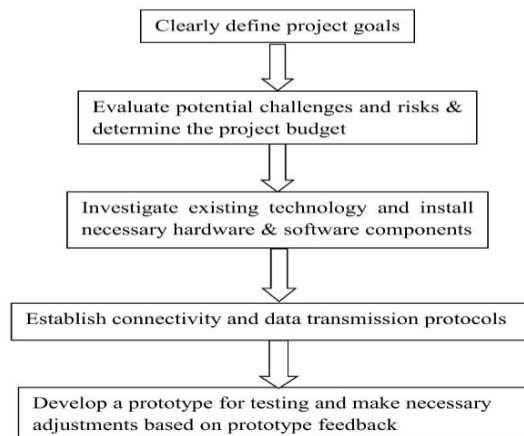 Clearly define project goals
Evaluate potential challenges and risks &
determine the project budget
Investigate existing technology and install
necessary hardware & software components
Establish connectivity and data transmission protocols
Develop a prototype for testing and make necessary
adjustments based on prototype feedback